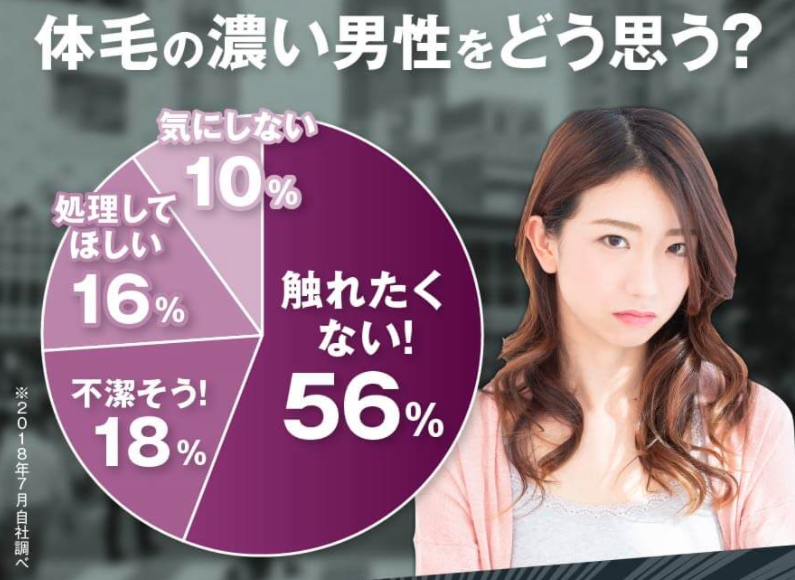 体毛の濃い男性をどう思う?
気にしない
10%
処理して
ほしい
16%
触れたく
ない!
56%
不潔そう!
18%
※2018年7月自社調べ